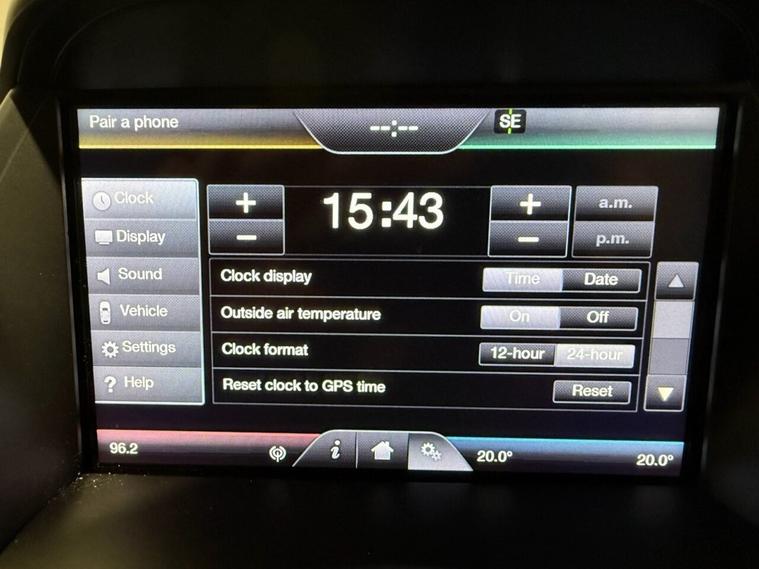 Pair a phone
--:--
SE
Clock
Display
Sound
Vehicle
Settings
? Help
+
15:43
+
a.m.
−
−
p.m.
Clock display Time Date
Outside air temperature On Off
Clock format 12-hour 24-hour
Reset clock to GPS time Reset
96.2
i
20.0°
20.0°